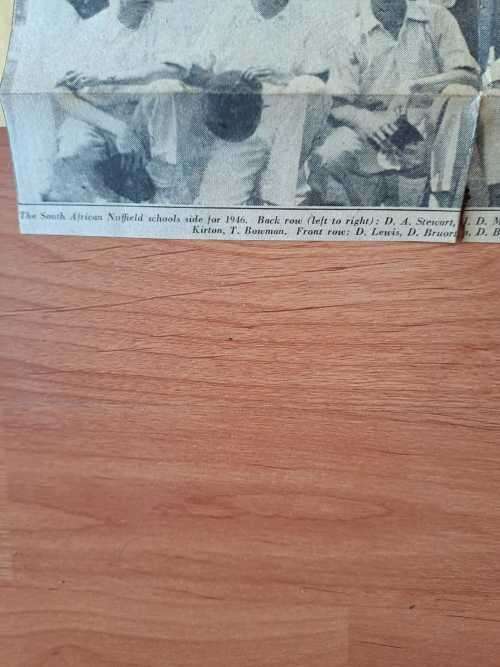 The South African Nuffield schools side for 1946. Back row (left to right): D. A. Stewart, J. D. M
Kirton, T. Bowman. Front row: D. Lewis, D. Bruorton, D. B